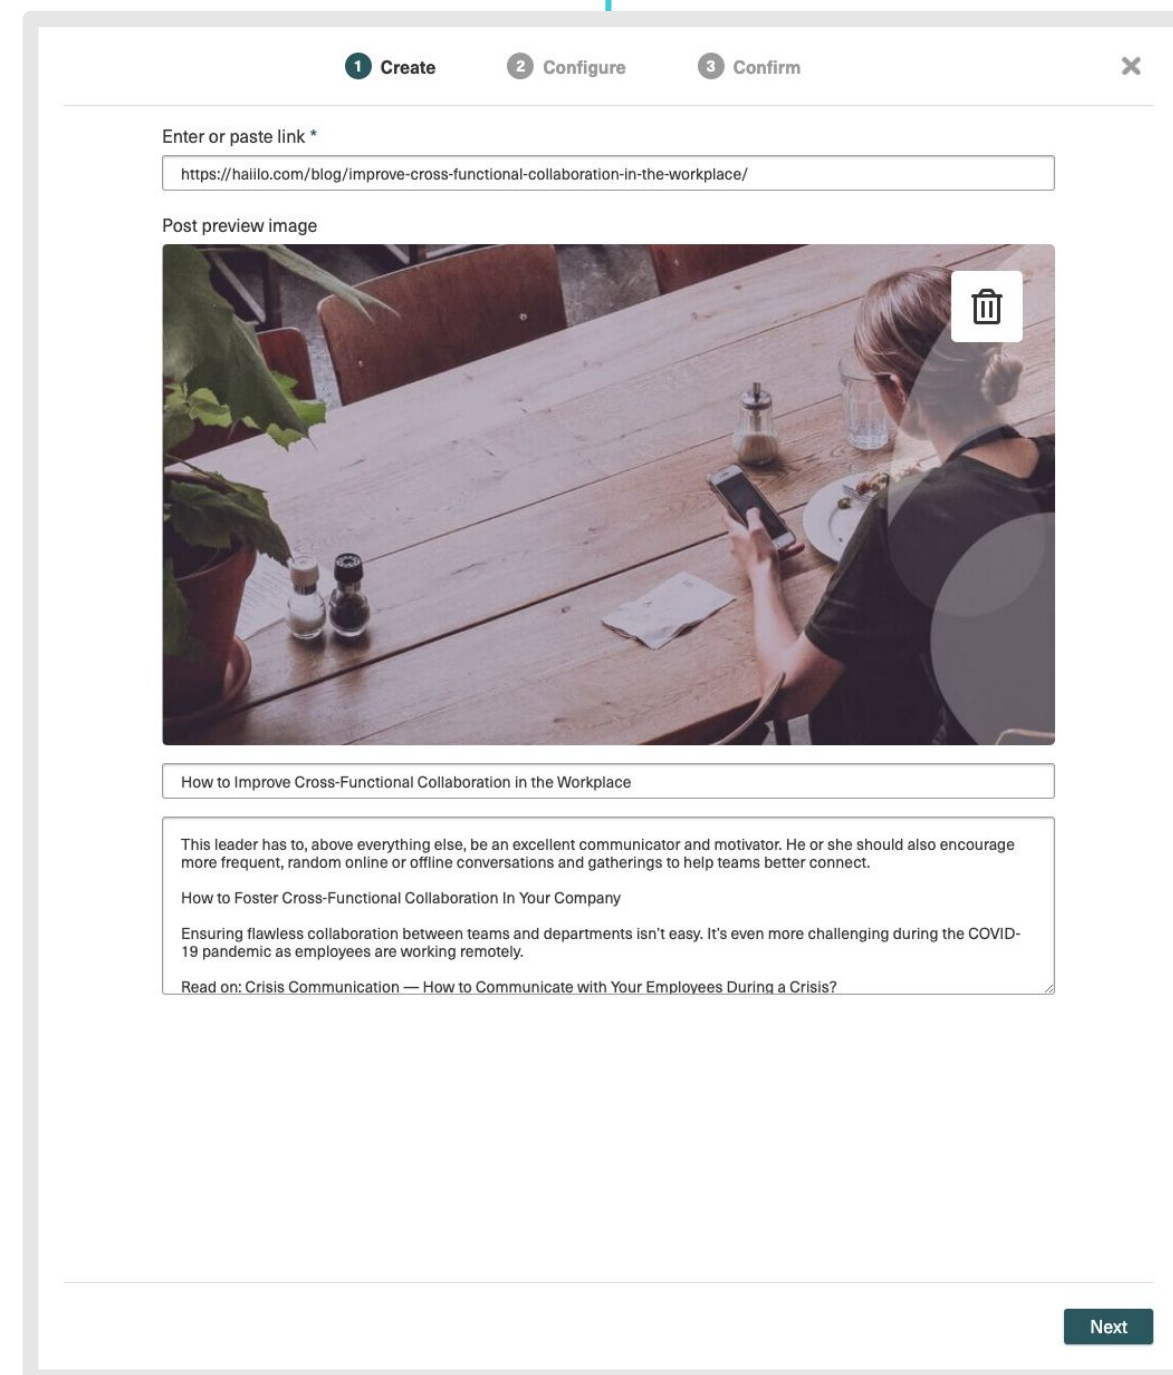 1 Create 2 Configure 3 Confirm
Enter or paste link *
https://haiilo.com/blog/improve-cross-functional-collaboration-in-the-workplace/
Post preview image
How to Improve Cross-Functional Collaboration in the Workplace
This leader has to, above everything else, be an excellent communicator and motivator. He or she should also encourage
more frequent, random online or offline conversations and gatherings to help teams better connect.
How to Foster Cross-Functional Collaboration In Your Company
Ensuring flawless collaboration between teams and departments isn't easy. It's even more challenging during the COVID-
19 pandemic as employees are working remotely.
Read on: Crisis Communication — How to Communicate with Your Employees During a Crisis?
Next